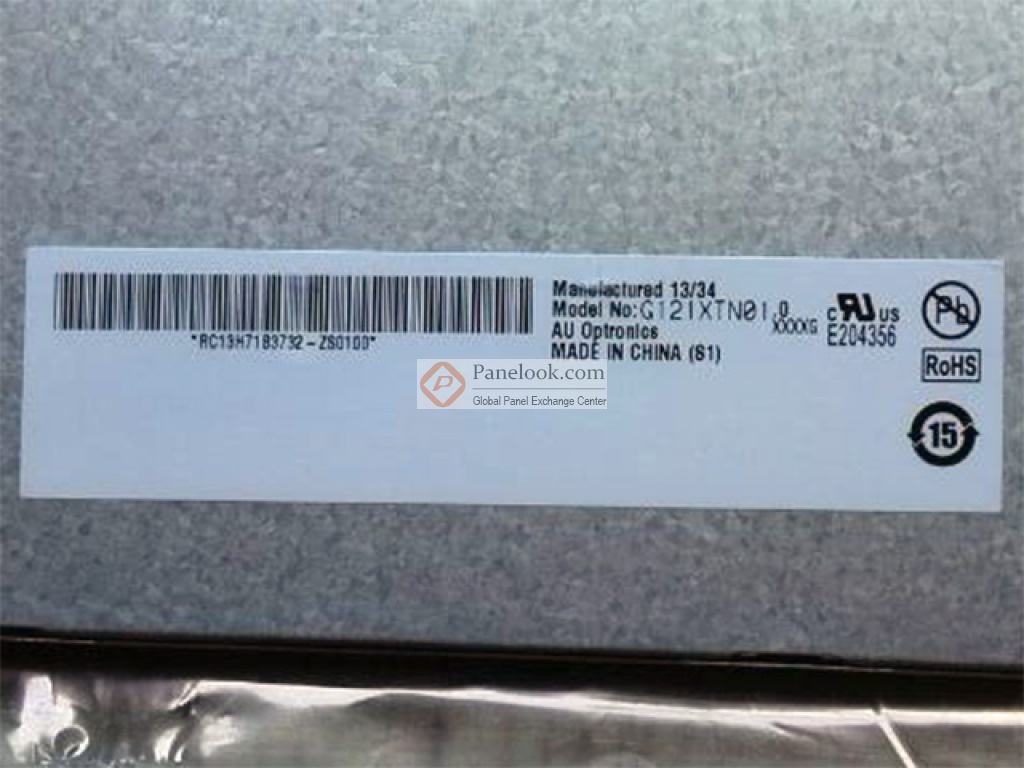 Manufactured 13/34
Model No:G121XTN01.0
XXXXG
AU Optronics
MADE IN CHINA (S1)
*RC13H71B3732-ZS0100*
c RU US
E204356
Pb
RoHS
15
Panelook.com
Global Panel Exchange Center